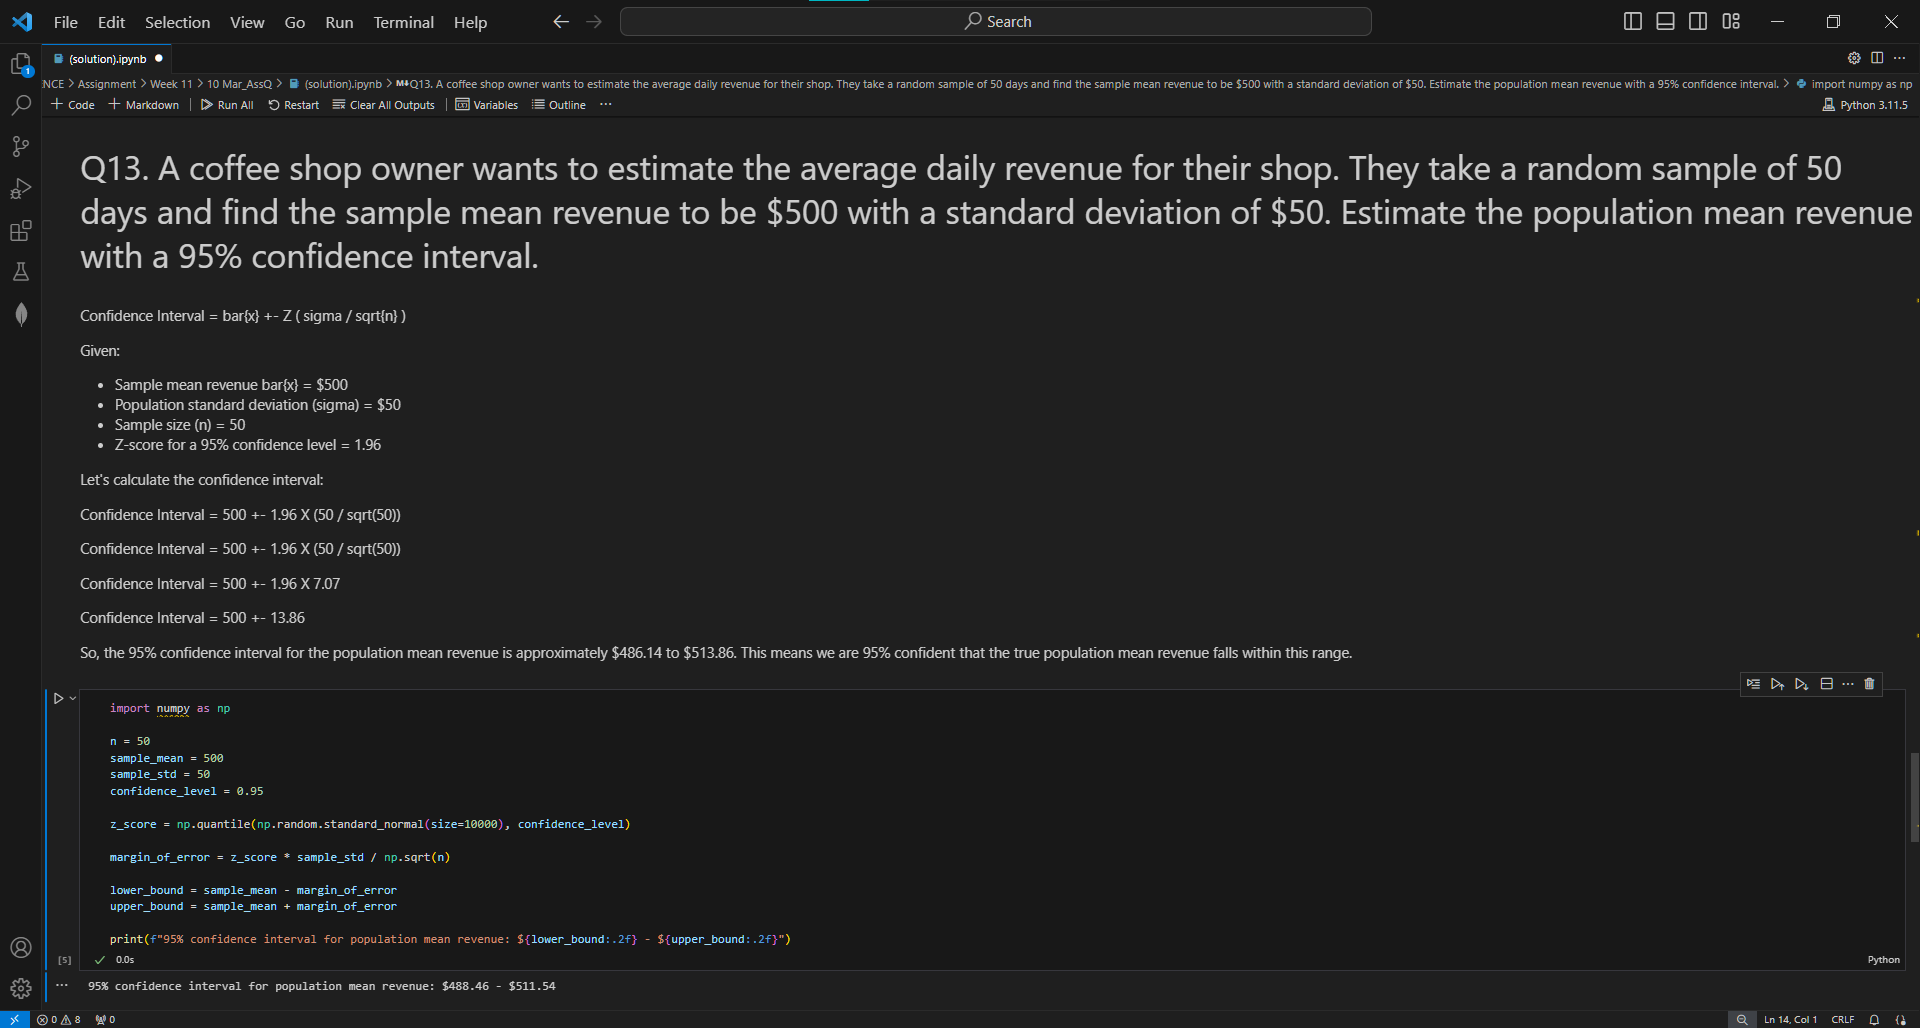 File Edit Selection View Go Run Terminal Help Search
(solution).ipynb
NCE > Assignment > Week 11 > 10 Mar_AssQ > (solution).ipynb > M↓Q13. A coffee shop owner wants to estimate the average daily revenue for their shop. They take a random sample of 50 days and find the sample mean revenue to be $500 with a standard deviation of $50. Estimate the population mean revenue with a 95% confidence interval. > import numpy as np
+ Code + Markdown Run All Restart Clear All Outputs Variables Outline ··· Python 3.11.5
Q13. A coffee shop owner wants to estimate the average daily revenue for their shop. They take a random sample of 50
days and find the sample mean revenue to be $500 with a standard deviation of $50. Estimate the population mean revenue
with a 95% confidence interval.
Confidence Interval = bar{x} +- Z ( sigma / sqrt{n} )
Given:
• Sample mean revenue bar{x} = $500
• Population standard deviation (sigma) = $50
• Sample size (n) = 50
• Z-score for a 95% confidence level = 1.96
Let's calculate the confidence interval:
Confidence Interval = 500 +- 1.96 X (50 / sqrt(50))
Confidence Interval = 500 +- 1.96 X (50 / sqrt(50))
Confidence Interval = 500 +- 1.96 X 7.07
Confidence Interval = 500 +- 13.86
So, the 95% confidence interval for the population mean revenue is approximately $486.14 to $513.86. This means we are 95% confident that the true population mean revenue falls within this range.
import numpy as np
n = 50
sample_mean = 500
sample_std = 50
confidence_level = 0.95
z_score = np.quantile(np.random.standard_normal(size=10000), confidence_level)
margin_of_error = z_score * sample_std / np.sqrt(n)
lower_bound = sample_mean - margin_of_error
upper_bound = sample_mean + margin_of_error
print(f"95% confidence interval for population mean revenue: ${lower_bound:.2f} - ${upper_bound:.2f}")
[5] 0.0s Python
95% confidence interval for population mean revenue: $488.46 - $511.54
0 8 0 Ln 14, Col 1 CRLF